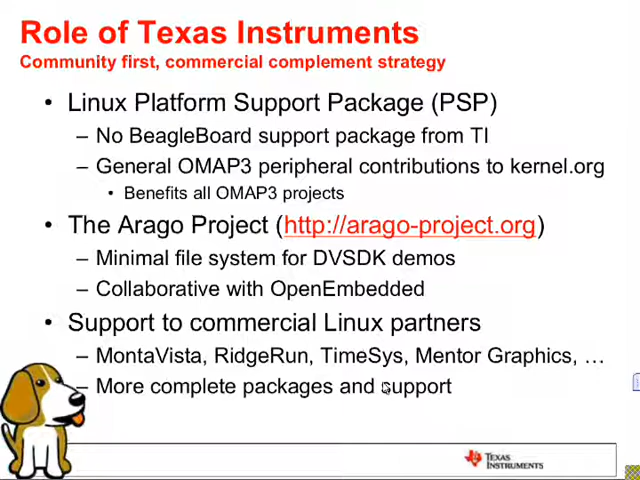 Role of Texas Instruments
Community first, commercial complement strategy
• Linux Platform Support Package (PSP)
– No BeagleBoard support package from TI
– General OMAP3 peripheral contributions to kernel.org
• Benefits all OMAP3 projects
• The Arago Project (http://arago-project.org)
– Minimal file system for DVSDK demos
– Collaborative with OpenEmbedded
• Support to commercial Linux partners
– MontaVista, RidgeRun, TimeSys, Mentor Graphics, …
– More complete packages and support
TEXAS
INSTRUMENTS